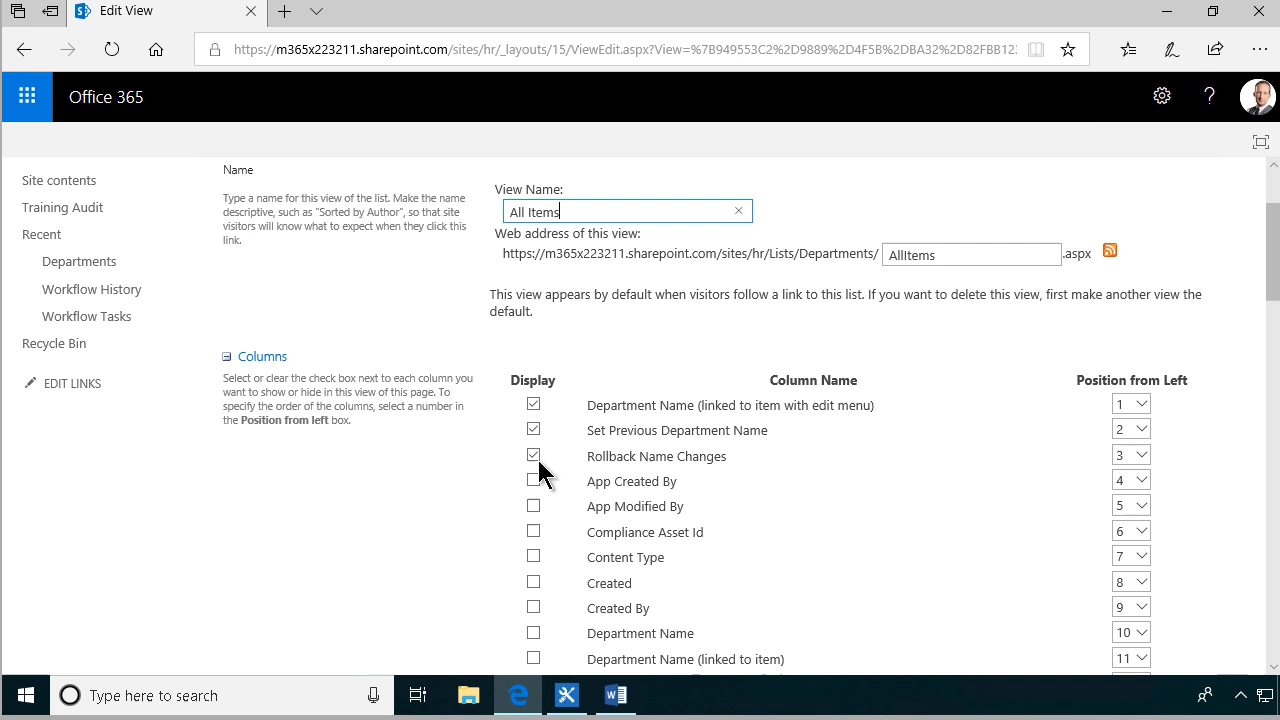 Edit View
https://m365x223211.sharepoint.com/sites/hr/_layouts/15/ViewEdit.aspx?View=%7B949553C2%2D9889%2D4F5B%2DBA32%2D82FBB123
Office 365
Site contents
Training Audit
Recent
Departments
Workflow History
Workflow Tasks
Recycle Bin
EDIT LINKS
Name
Type a name for this view of the list. Make the name
descriptive, such as "Sorted by Author", so that site
visitors will know what to expect when they click this
link.
View Name:
All Items
Web address of this view:
https://m365x223211.sharepoint.com/sites/hr/Lists/Departments/ AllItems .aspx
This view appears by default when visitors follow a link to this list. If you want to delete this view, first make another view the
default.
Columns
Select or clear the check box next to each column you
want to show or hide in this view of this page. To
specify the order of the columns, select a number in
the Position from left box.
Display Column Name Position from Left
Department Name (linked to item with edit menu) 1
Set Previous Department Name 2
Rollback Name Changes 3
App Created By 4
App Modified By 5
Compliance Asset Id 6
Content Type 7
Created 8
Created By 9
Department Name 10
Department Name (linked to item) 11
Type here to search